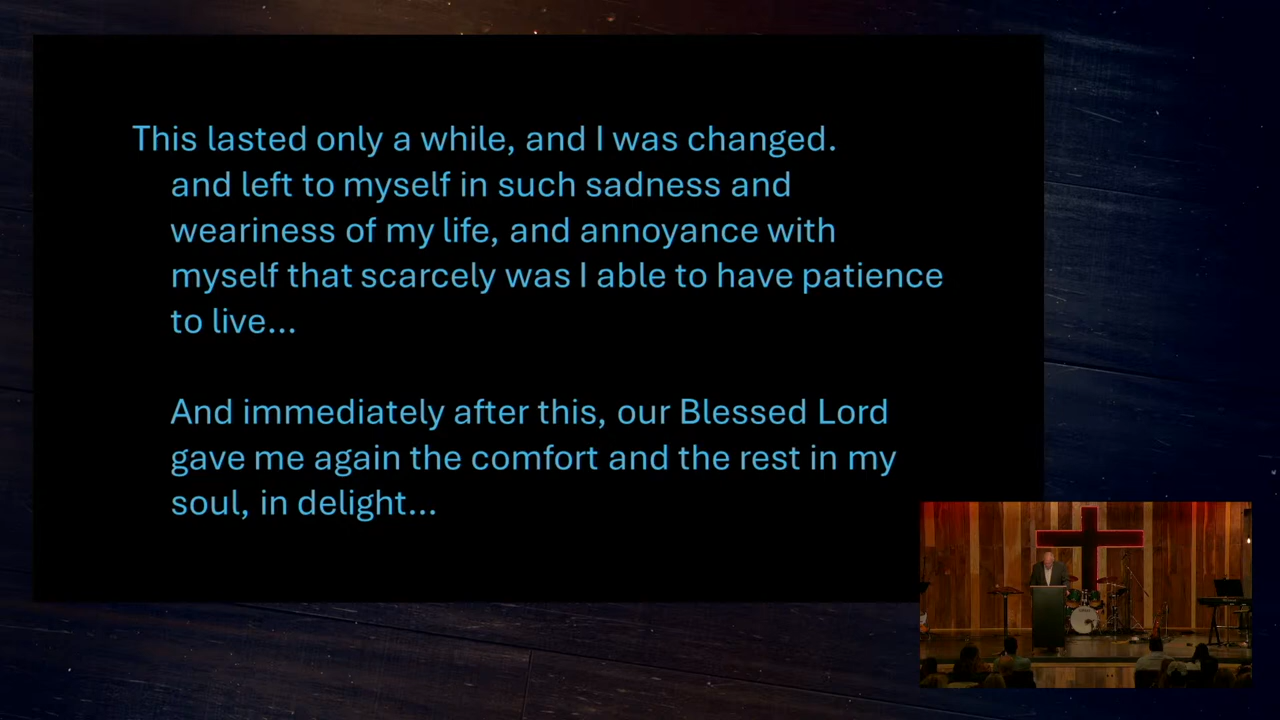 This lasted only a while, and I was changed.
and left to myself in such sadness and
weariness of my life, and annoyance with
myself that scarcely was I able to have patience
to live...
And immediately after this, our Blessed Lord
gave me again the comfort and the rest in my
soul, in delight...